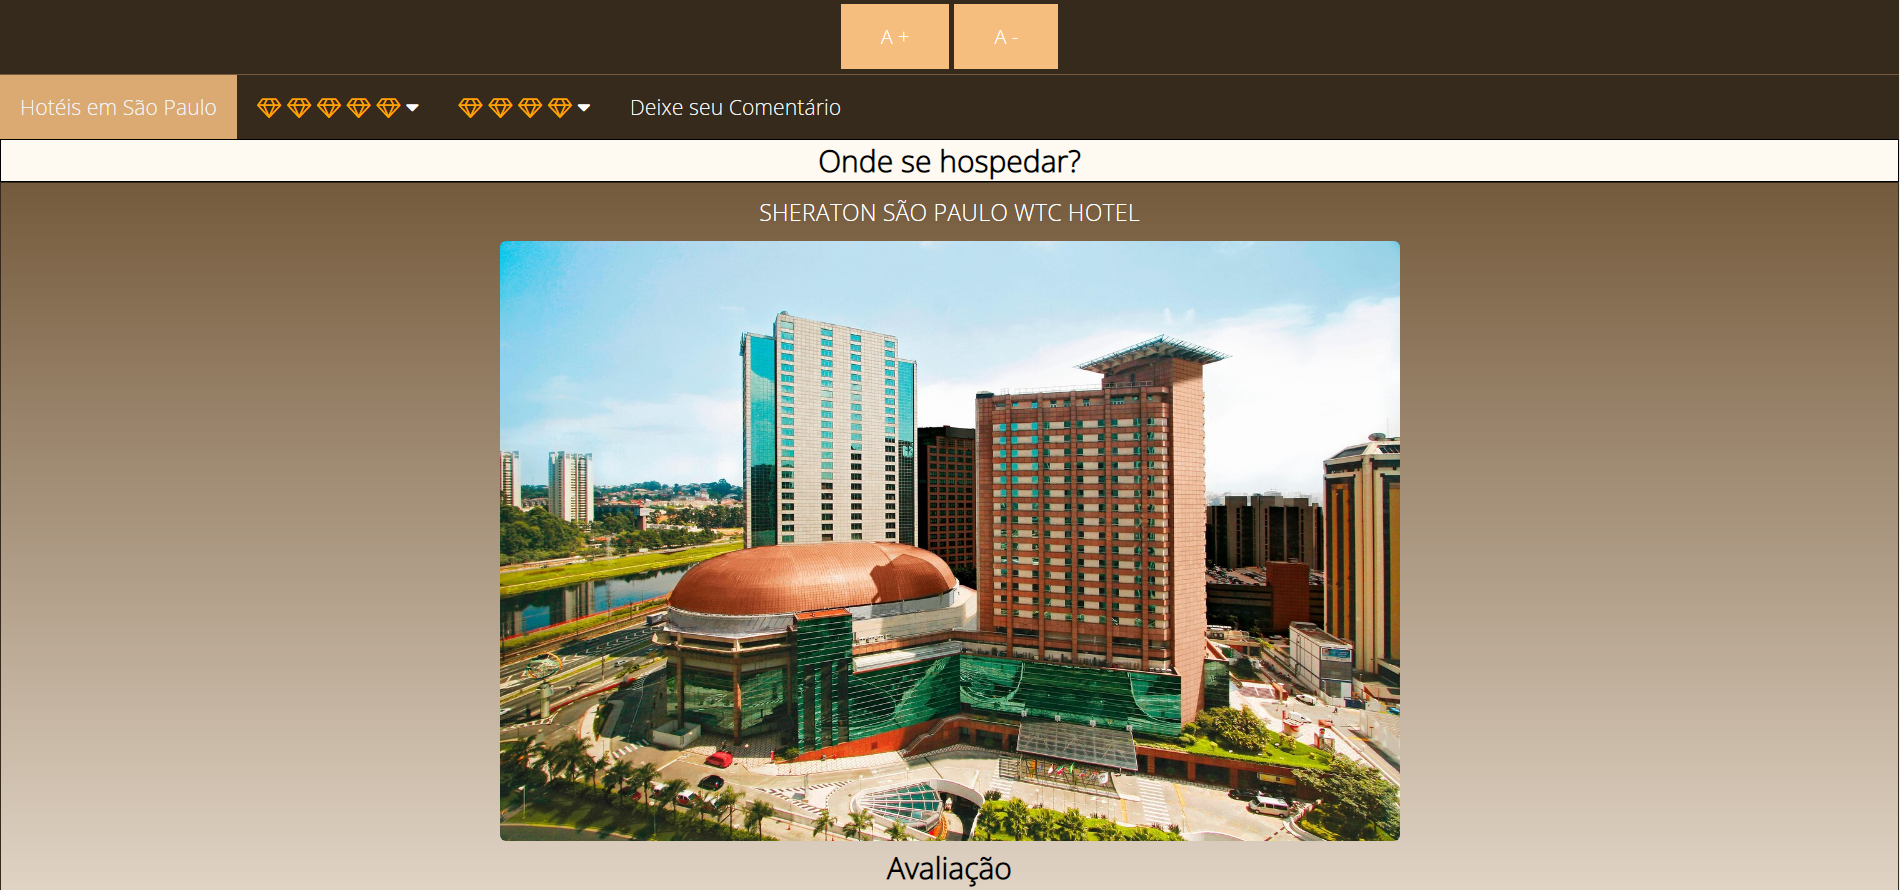 A +
A -
Hotéis em São Paulo
Deixe seu Comentário
Onde se hospedar?
SHERATON SÃO PAULO WTC HOTEL
Avaliação